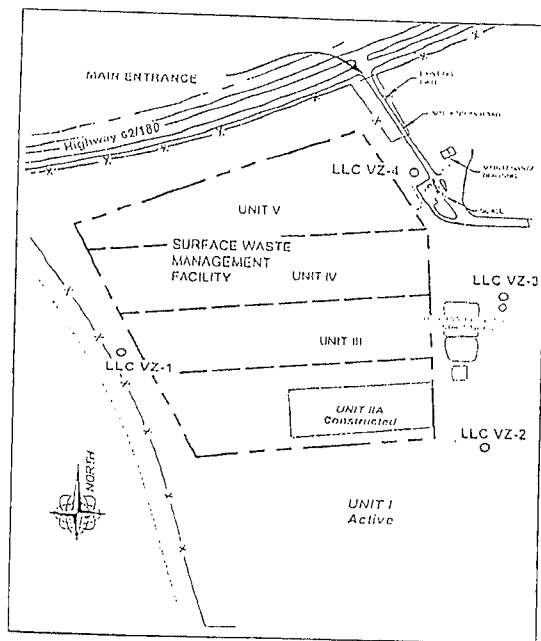 MAIN ENTRANCE
Highway 62/180
LLC VZ-4
UNIT V
SURFACE WASTE
MANAGEMENT
FACILITY
UNIT IV
LLC VZ-3
UNIT III
LLC VZ-1
UNIT IIA
Constructed
LLC VZ-2
NORTH
UNIT I
Active